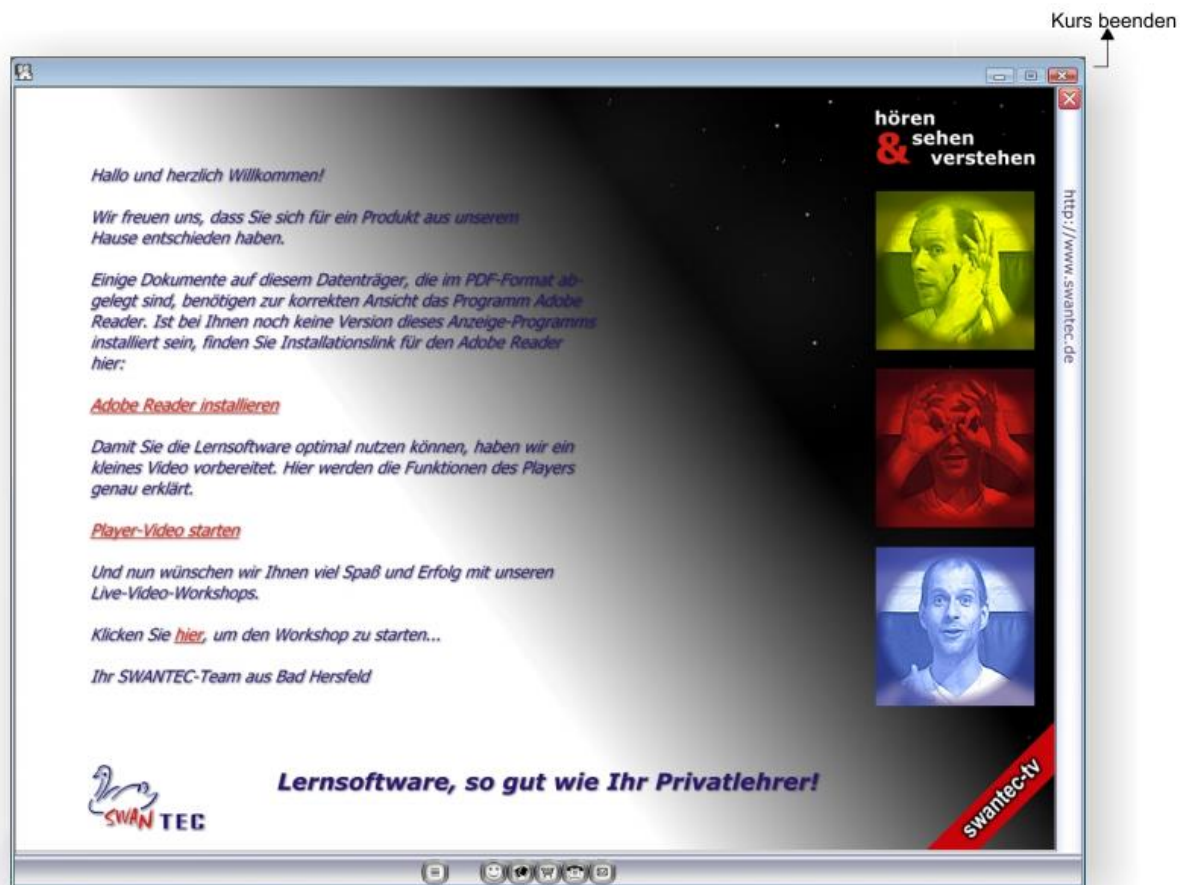 Kurs beenden
hören
& sehen
verstehen
Hallo und herzlich Willkommen!
Wir freuen uns, dass Sie sich für ein Produkt aus unserem
Hause entschieden haben.
Einige Dokumente auf diesem Datenträger, die im PDF-Format ab-
gelegt sind, benötigen zur korrekten Ansicht das Programm Adobe
Reader. Ist bei Ihnen noch keine Version dieses Anzeige-Programms
installiert sein, finden Sie Installationslink für den Adobe Reader
hier:
Adobe Reader installieren
Damit Sie die Lernsoftware optimal nutzen können, haben wir ein
kleines Video vorbereitet. Hier werden die Funktionen des Players
genau erklärt.
Player-Video starten
Und nun wünschen wir Ihnen viel Spaß und Erfolg mit unseren
Live-Video-Workshops.
Klicken Sie hier, um den Workshop zu starten...
Ihr SWANTEC-Team aus Bad Hersfeld
http://www.swantec.de
SWAN TEC
Lernsoftware, so gut wie Ihr Privatlehrer!
swantec-tv